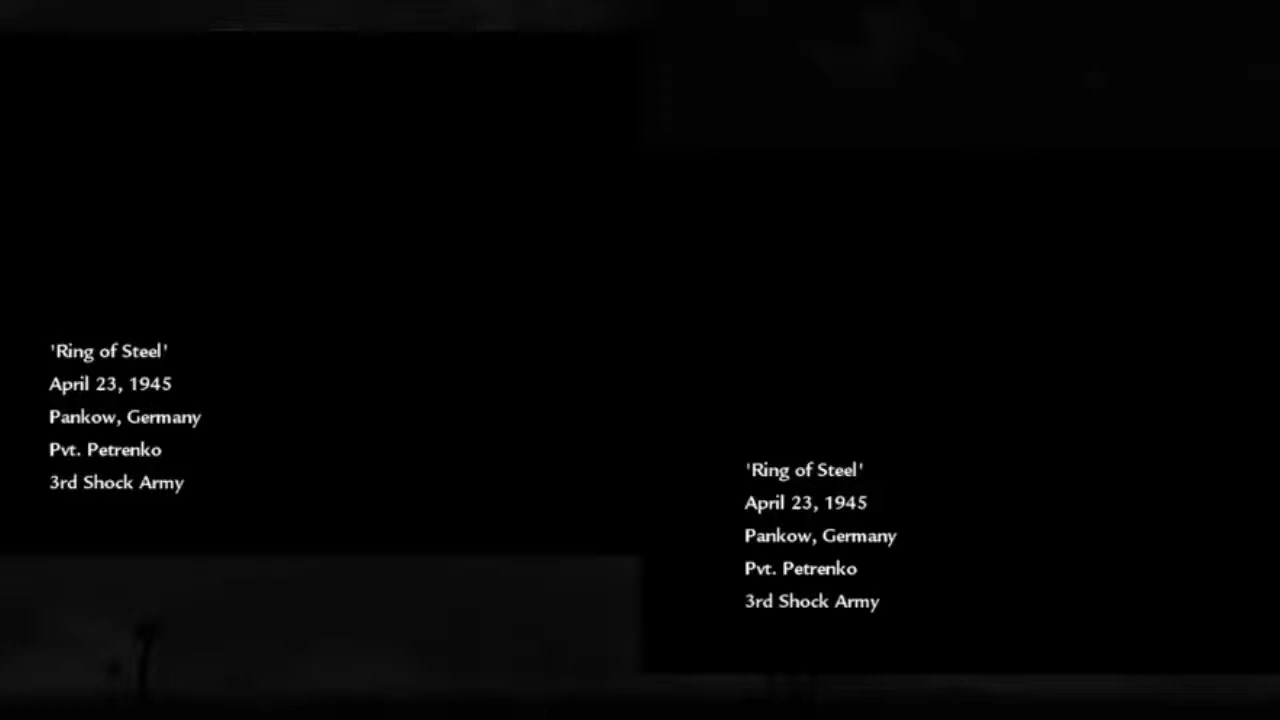 'Ring of Steel'
April 23, 1945
Pankow, Germany
Pvt. Petrenko
3rd Shock Army
'Ring of Steel'
April 23, 1945
Pankow, Germany
Pvt. Petrenko
3rd Shock Army